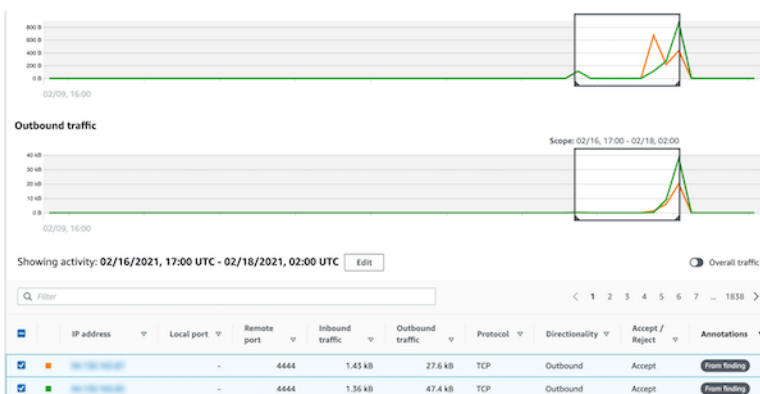 800 B
600 B
400 B
200 B
0 B
02/09, 16:00
Outbound traffic
Scope: 02/16, 17:00 - 02/18, 02:00
40 kB
30 kB
20 kB
10 kB
0 B
02/09, 16:00
Showing activity: 02/16/2021, 17:00 UTC - 02/18/2021, 02:00 UTC Edit Overall traffic
Filter < 1 2 3 4 5 6 7 ... 1838 >
IP address Local port Remote port Inbound traffic Outbound traffic Protocol Directionality Accept / Reject Annotations
- 4444 1.43 kB 27.6 kB TCP Outbound Accept From finding
- 4444 1.36 kB 47.4 kB TCP Outbound Accept From finding